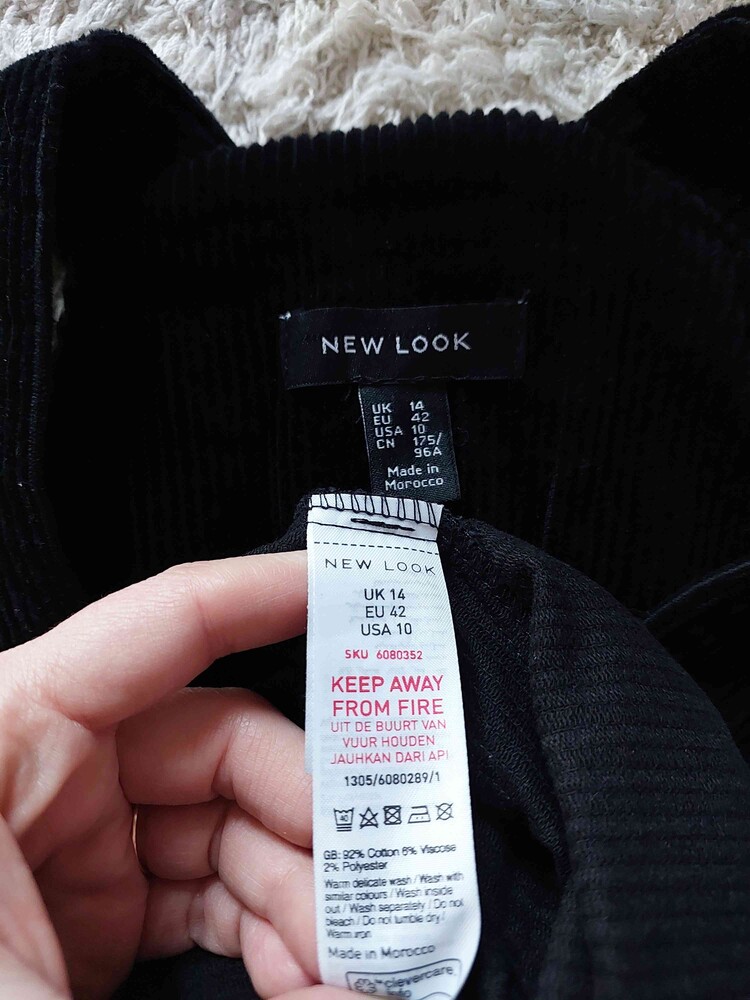 NEW LOOK
UK 14
EU 42
USA 10
CN 175/
96A
Made in
Morocco
NEW LOOK
UK 14
EU 42
USA 10
SKU 6080352
KEEP AWAY
FROM FIRE
UIT DE BUURT VAN
VUUR HOUDEN
JAUHKAN DARI API
1305/6080289/1
40
GB: 92% Cotton 6% Viscose
2% Polyester
Warm delicate wash / Wash with
similar colours / Wash inside
out / Wash separately / Do not
bleach / Do not tumble dry /
Warm iron
Made in Morocco
clevercare
info